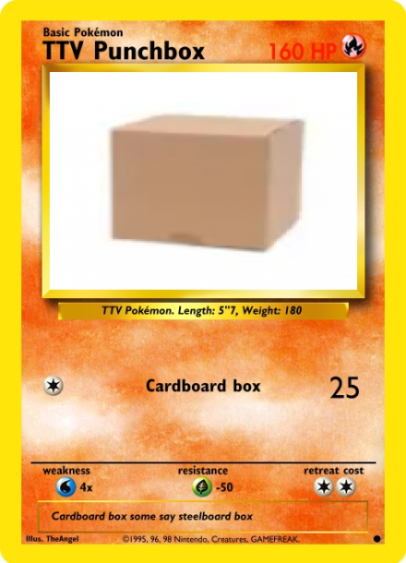 Basic Pokémon
TTV Punchbox 160 HP
TTV Pokémon. Length: 5"7, Weight: 180
Cardboard box 25
weakness resistance retreat cost
4x -50
Cardboard box some say steelboard box
Illus. TheAngel ©1995, 96, 98 Nintendo, Creatures, GAMEFREAK.